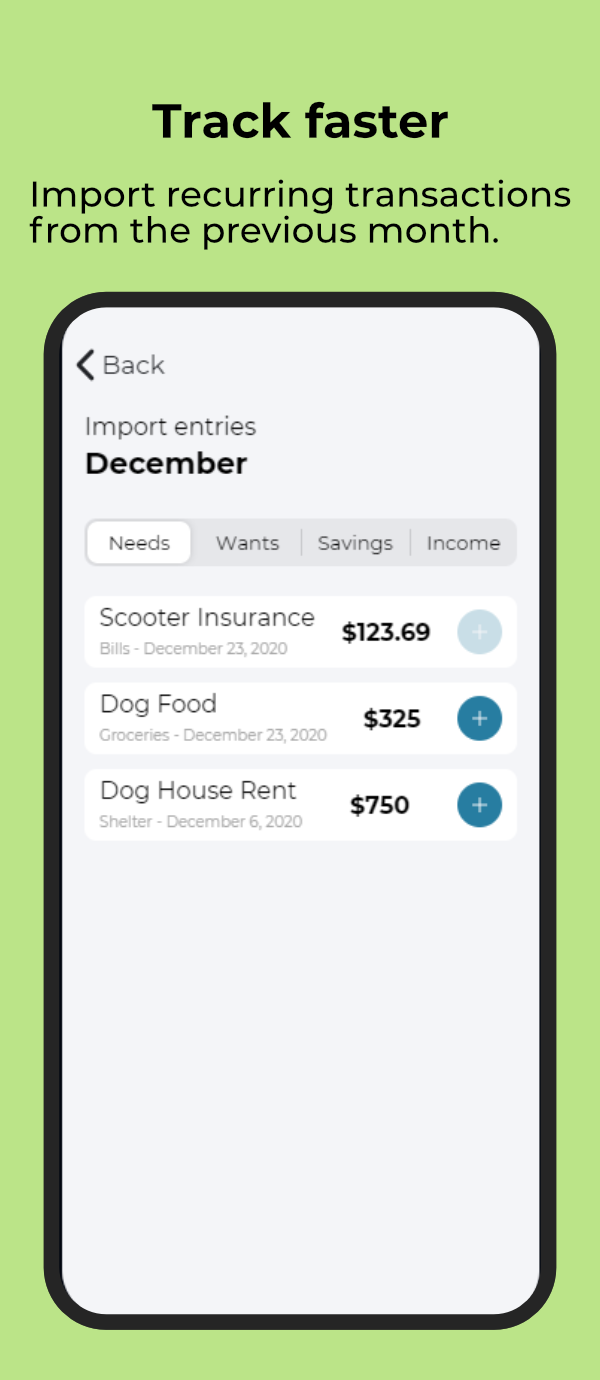 Track faster
Import recurring transactions
from the previous month.
Back
Import entries
December
Needs Wants Savings Income
Scooter Insurance
$123.69
Bills - December 23, 2020
Dog Food
$325
Groceries - December 23, 2020
Dog House Rent
$750
Shelter - December 6, 2020